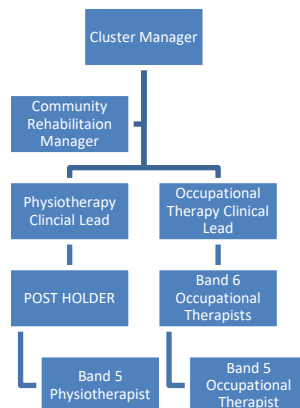 Cluster Manager
Community
Rehabilitaion
Manager
Physiotherapy
Clincial Lead
Occupational
Therapy Clinical
Lead
POST HOLDER
Band 6
Occupational
Therapists
Band 5
Physiotherapist
Band 5
Occupational
Therapist